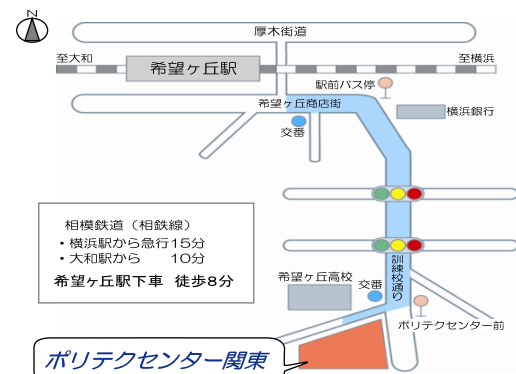 N
厚木街道
至大和
至横浜
希望ヶ丘駅
駅前バス停
希望ヶ丘商店街
横浜銀行
交番
相模鉄道（相鉄線）
・横浜駅から急行15分
・大和駅から　　10分
希望ヶ丘駅下車　徒歩8分
訓練校通り
希望ヶ丘高校
交番
ポリテクセンター前
ポリテクセンター関東